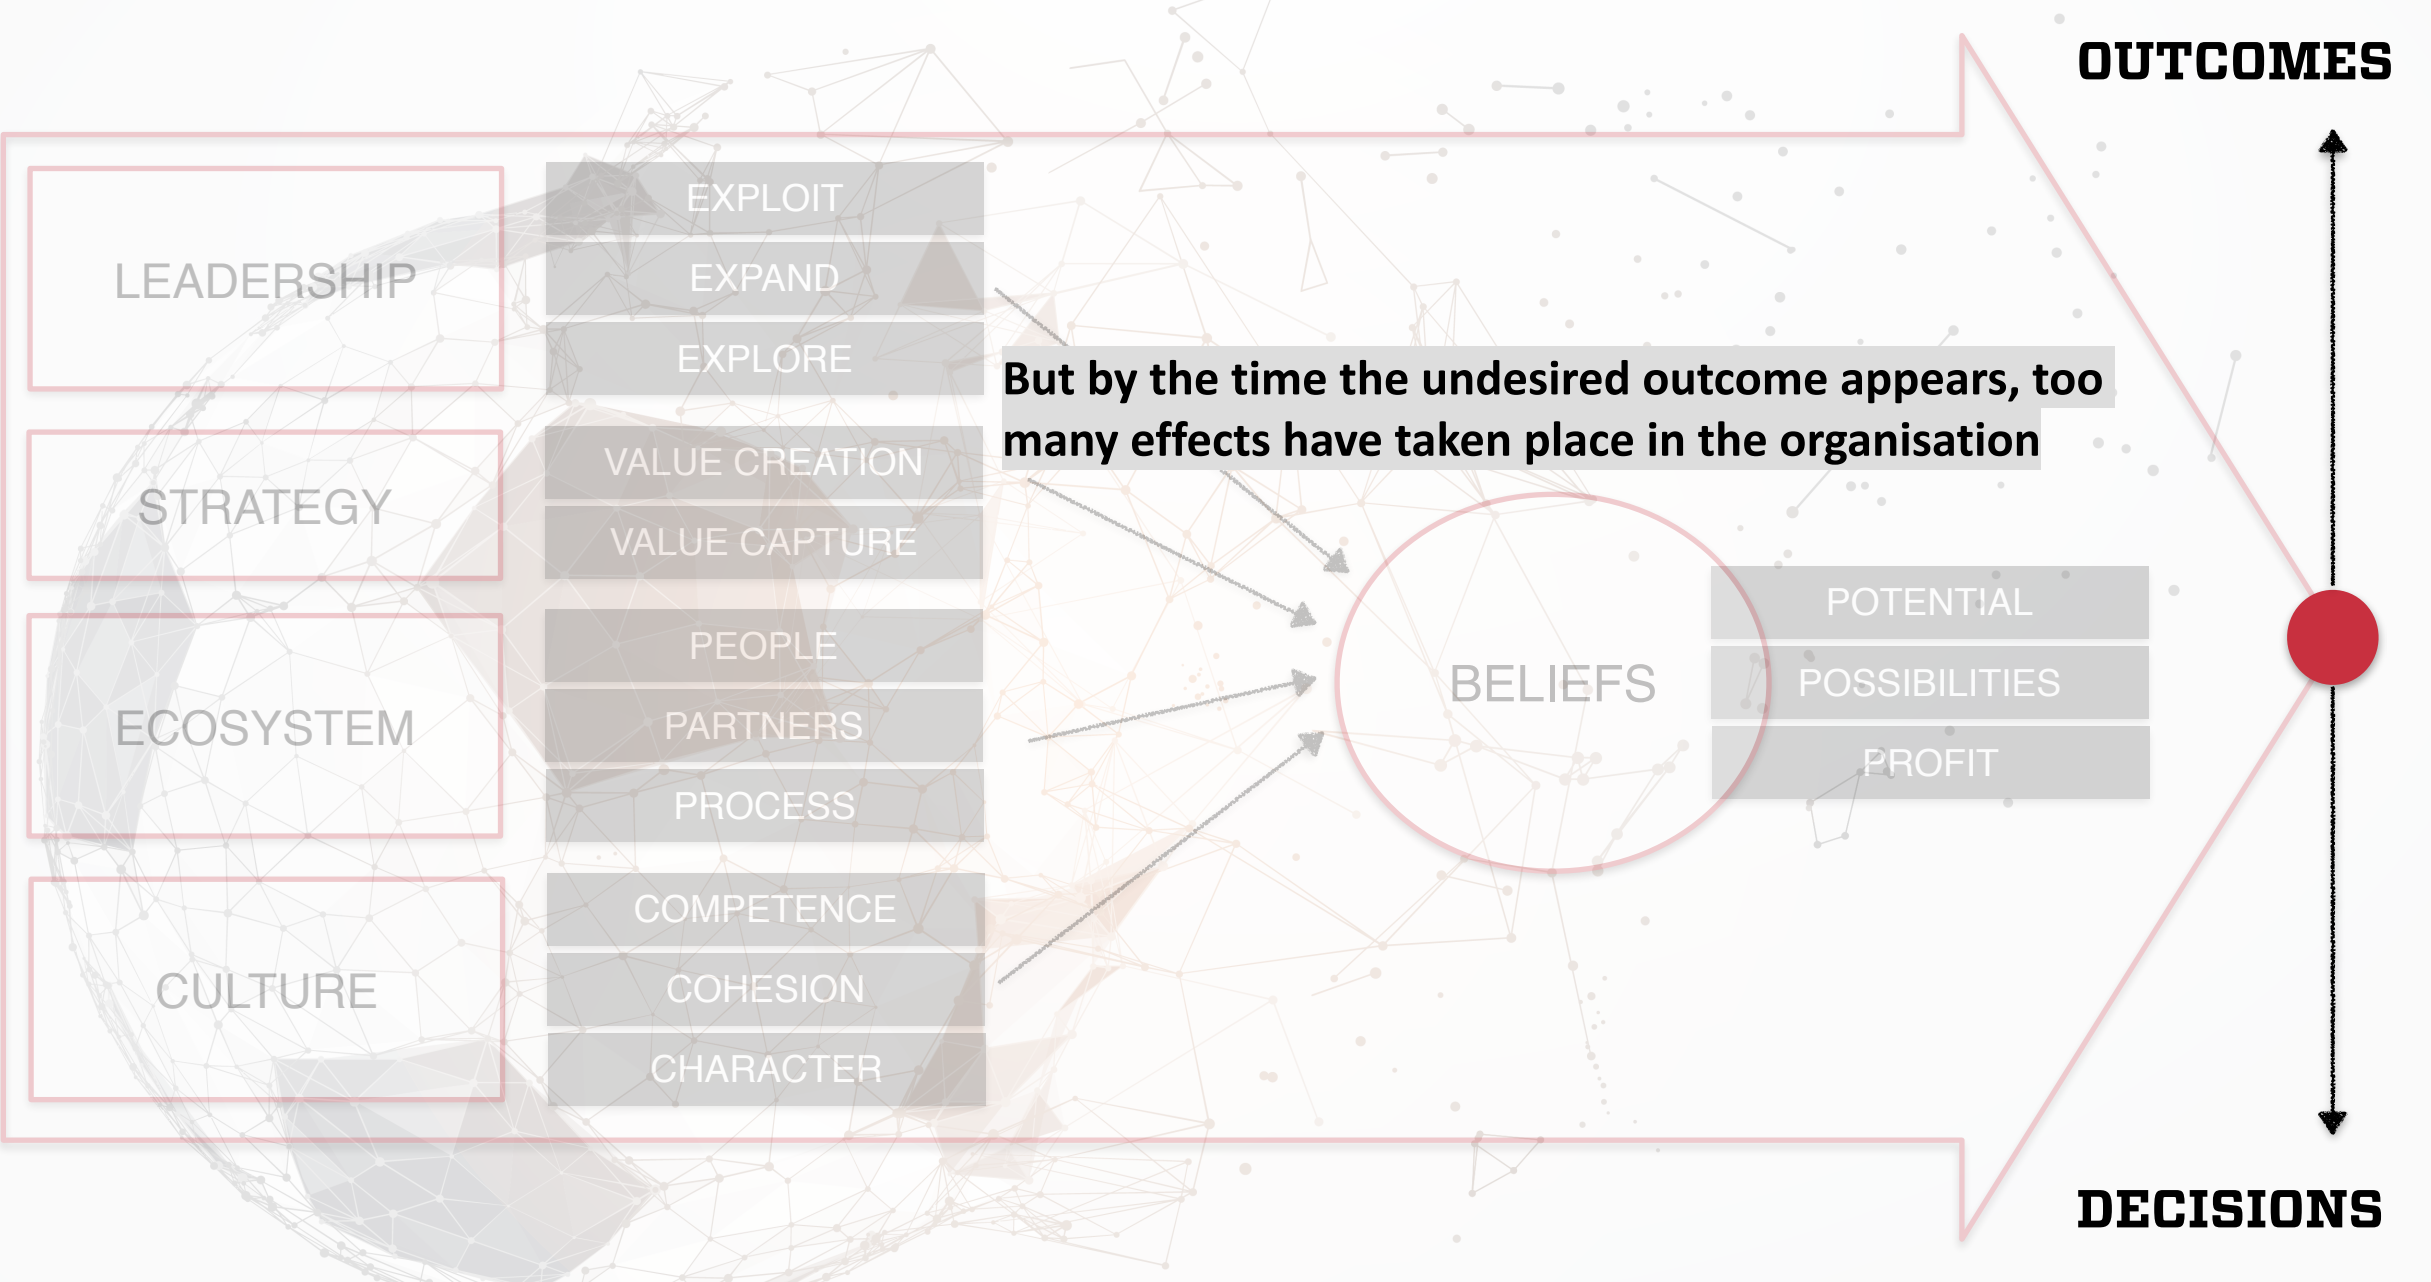 OUTCOMES
LEADERSHIP
EXPLOIT
EXPAND
EXPLORE
But by the time the undesired outcome appears, too
many effects have taken place in the organisation
STRATEGY
VALUE CREATION
VALUE CAPTURE
ECOSYSTEM
PEOPLE
PARTNERS
PROCESS
BELIEFS
POTENTIAL
POSSIBILITIES
PROFIT
CULTURE
COMPETENCE
COHESION
CHARACTER
DECISIONS